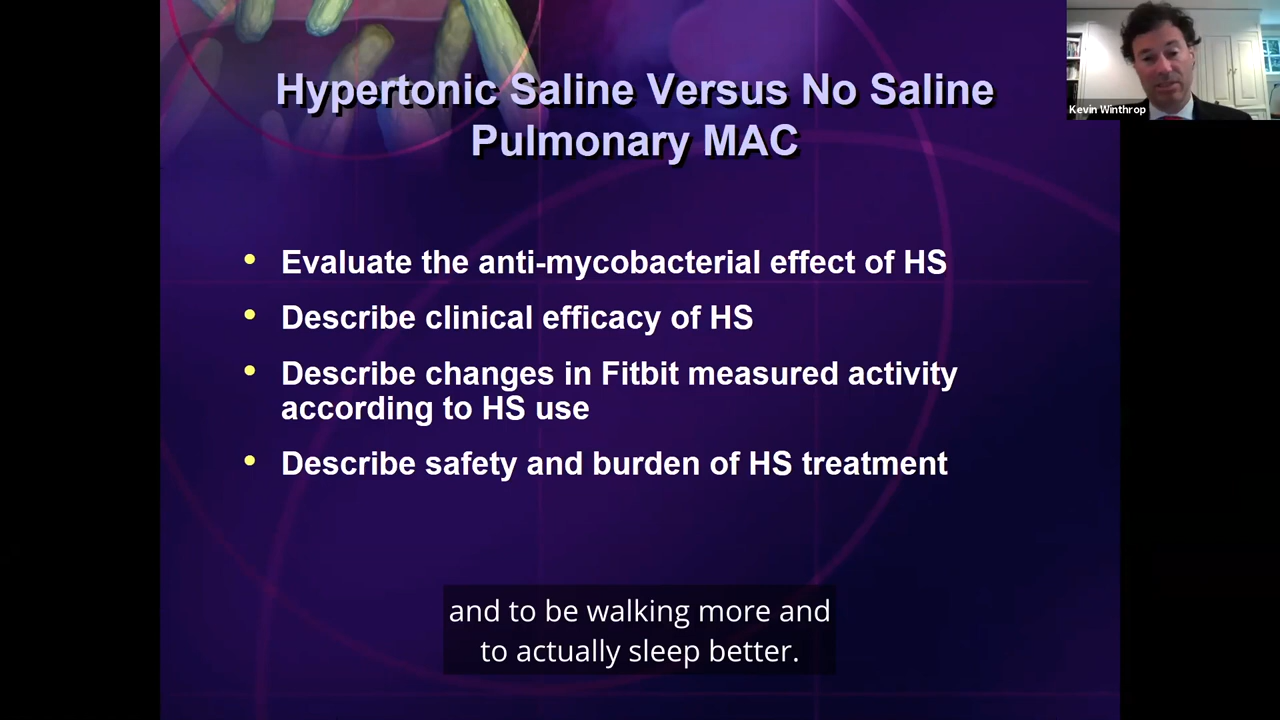 Hypertonic Saline Versus No Saline
Pulmonary MAC
Kevin Winthrop
• Evaluate the anti-mycobacterial effect of HS
• Describe clinical efficacy of HS
• Describe changes in Fitbit measured activity
according to HS use
• Describe safety and burden of HS treatment
and to be walking more and
to actually sleep better.